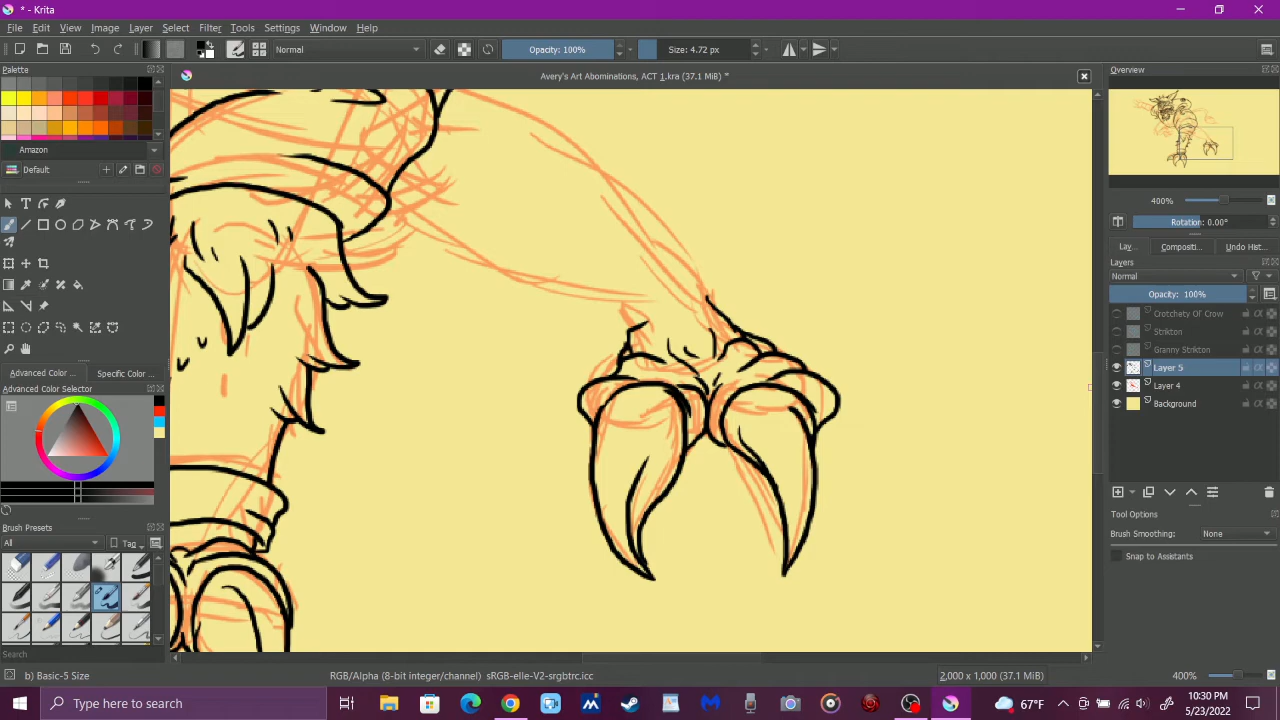 * - Krita
File Edit View Image Layer Select Filter Tools Settings Window Help
Normal
Opacity: 100%
Size: 4.72 px
Palette
Avery's Art Abominations, ACT 1.kra (37.1 MiB) *
Overview
Amazon
Default
400%
Rotation: 0.00°
Lay... Compositi... Undo Hist...
Layers
Normal
Opacity: 100%
Crotchety Of Crow
Strikton
Granny Strikton
Layer 5
Layer 4
Background
Advanced Color ... Specific Color ...
Advanced Color Selector
Tool Options
Brush Smoothing: None
Snap to Assistants
Brush Presets
All
Tag
Search
b) Basic-5 Size
RGB/Alpha (8-bit integer/channel) sRGB-elle-V2-srgbtrc.icc
2,000 x 1,000 (37.1 MiB)
400%
Type here to search
67°F
10:30 PM
5/23/2022